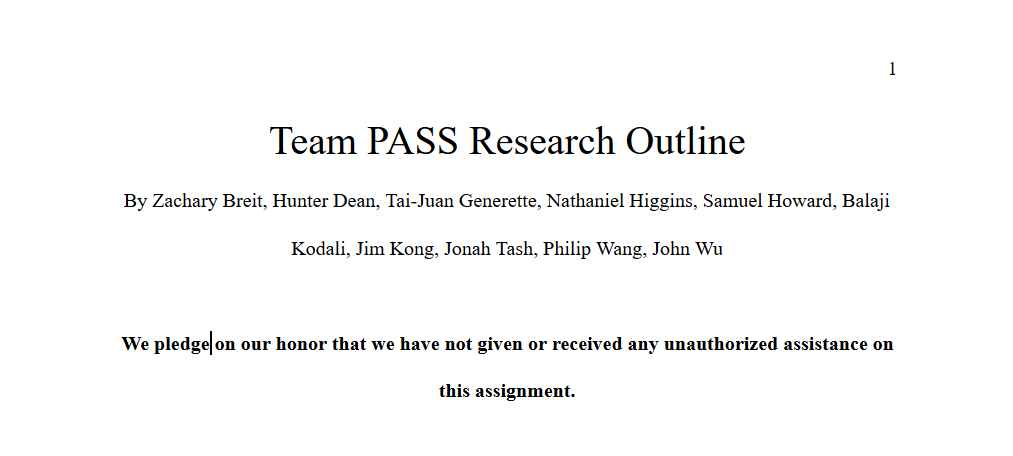 1
Team PASS Research Outline
By Zachary Breit, Hunter Dean, Tai-Juan Generette, Nathaniel Higgins, Samuel Howard, Balaji
Kodali, Jim Kong, Jonah Tash, Philip Wang, John Wu
We pledge on our honor that we have not given or received any unauthorized assistance on
this assignment.